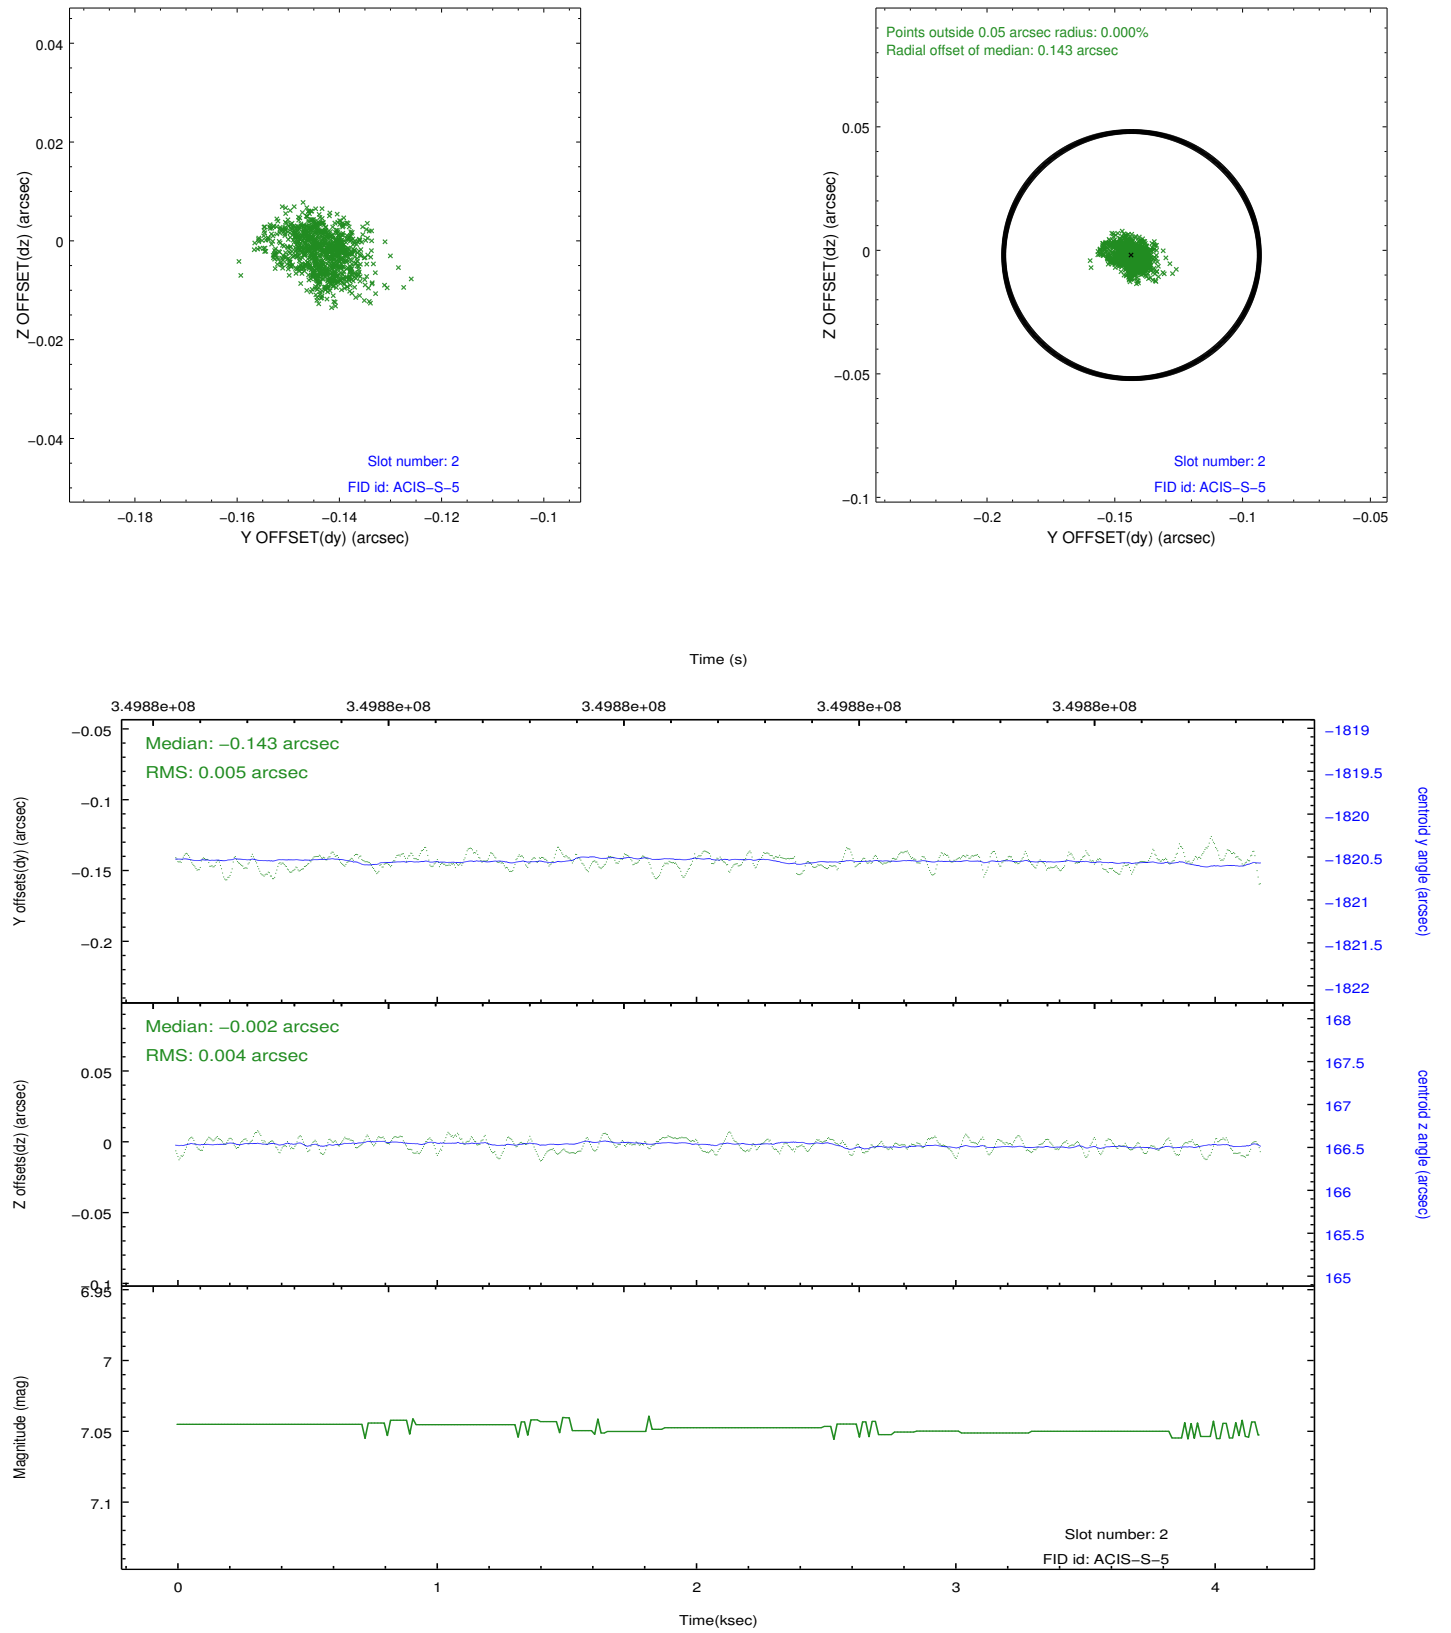 0.04
0.02
0
−0.02
−0.04
Z OFFSET(dz) (arcsec)
Slot number: 2
FID id: ACIS−S−5
−0.18
−0.16
−0.14
−0.12
−0.1
Y OFFSET(dy) (arcsec)
Points outside 0.05 arcsec radius: 0.000%
Radial offset of median: 0.143 arcsec
0.05
0
−0.05
−0.1
Z OFFSET(dz) (arcsec)
Slot number: 2
FID id: ACIS−S−5
−0.2
−0.15
−0.1
−0.05
Y OFFSET(dy) (arcsec)
Time (s)
3.4988e+08
3.4988e+08
3.4988e+08
3.4988e+08
3.4988e+08
Median: −0.143 arcsec
RMS: 0.005 arcsec
−0.05
−0.1
−0.15
−0.2
Y offsets(dy) (arcsec)
−1819
−1819.5
−1820
−1820.5
−1821
−1821.5
−1822
centroid y angle (arcsec)
Median: −0.002 arcsec
RMS: 0.004 arcsec
0.05
0
−0.05
−0.1
Z offsets(dz) (arcsec)
168
167.5
167
166.5
166
165.5
165
centroid z angle (arcsec)
6.95
7
7.05
7.1
Magnitude (mag)
Slot number: 2
FID id: ACIS−S−5
0
1
2
3
4
Time(ksec)